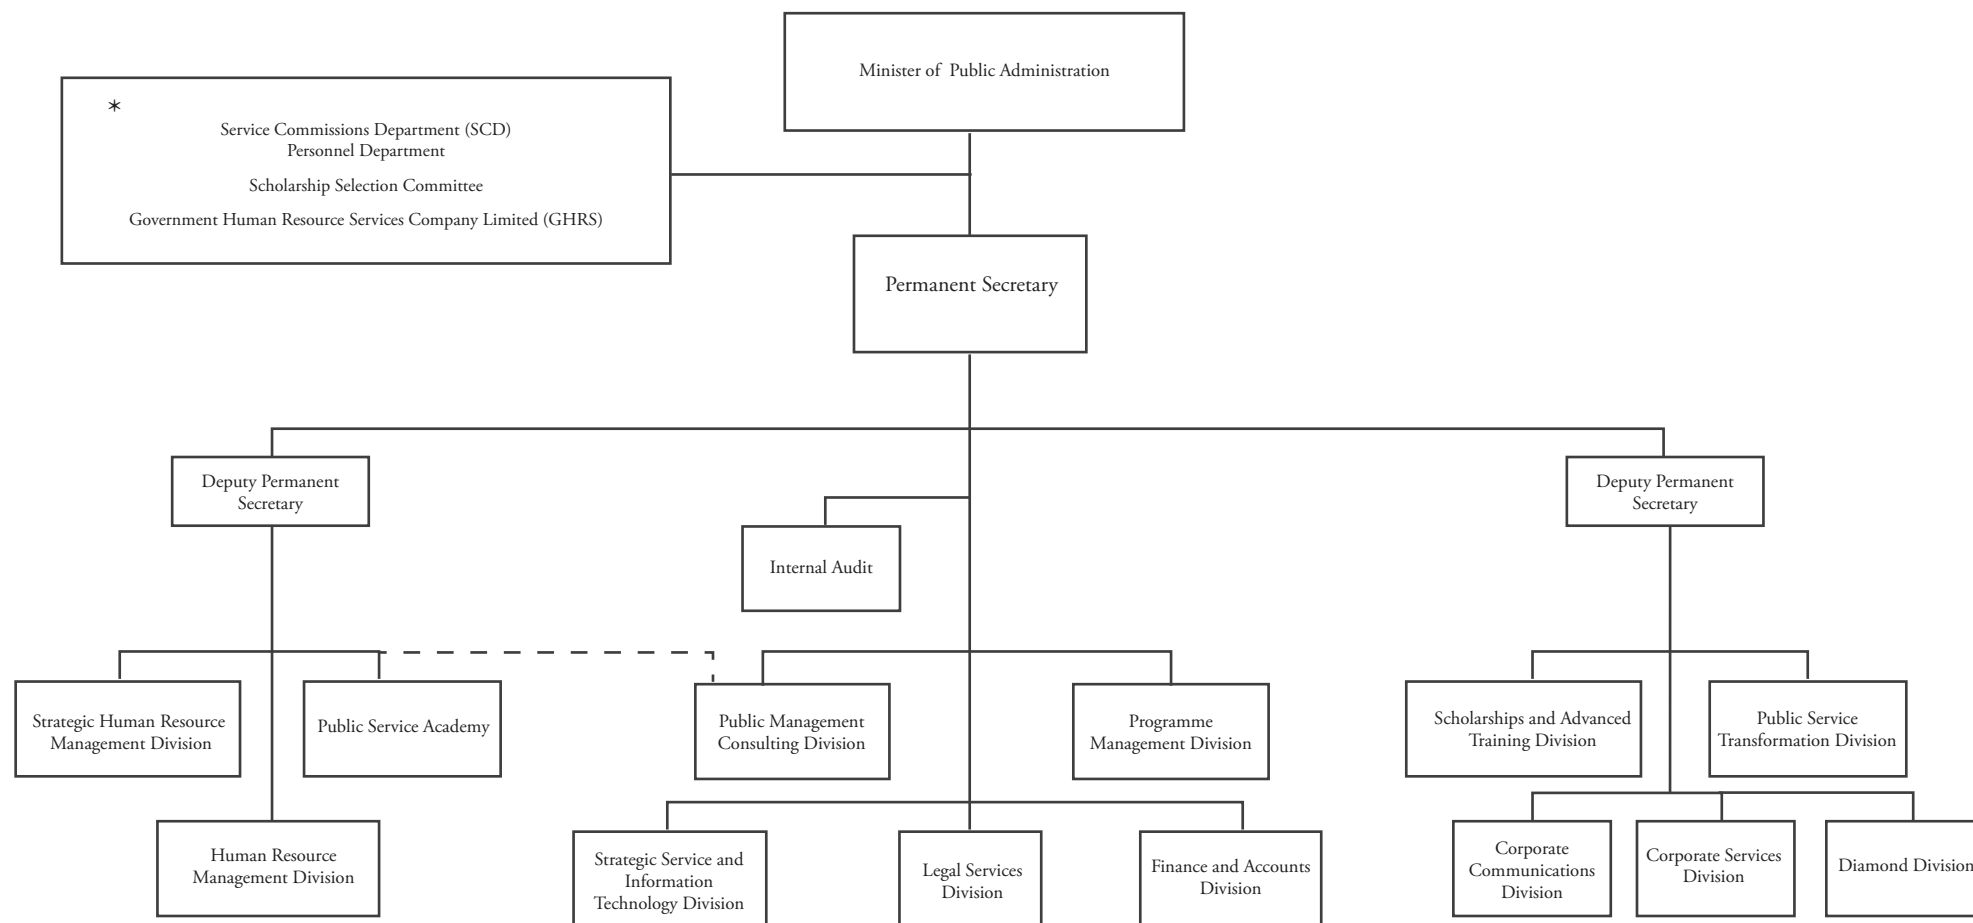 Minister of Public Administration
*
Service Commissions Department (SCD)
Personnel Department
Scholarship Selection Committee
Government Human Resource Services Company Limited (GHRS)
Permanent Secretary
Deputy Permanent
Secretary
Deputy Permanent
Secretary
Internal Audit
Strategic Human Resource
Management Division
Public Service Academy
Public Management
Consulting Division
Programme
Management Division
Scholarships and Advanced
Training Division
Public Service
Transformation Division
Human Resource
Management Division
Strategic Service and
Information
Technology Division
Legal Services
Division
Finance and Accounts
Division
Corporate
Communications
Division
Corporate Services
Division
Diamond Division